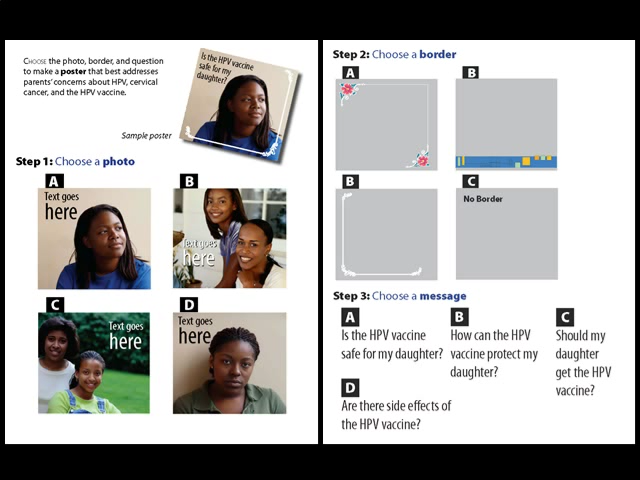 CHOOSE the photo, border, and question
to make a poster that best addresses
parents' concerns about HPV, cervical
cancer, and the HPV vaccine.
Is the HPV vaccine
safe for my
daughter?
Sample poster
Step 1: Choose a photo
A
Text goes
here
B
Text goes
here
C
Text goes
here
D
Text goes
here
Step 2: Choose a border
A
B
B
C
No Border
Step 3: Choose a message
A
Is the HPV vaccine
safe for my daughter?
B
How can the HPV
vaccine protect my
daughter?
C
Should my
daughter
get the HPV
vaccine?
D
Are there side effects of
the HPV vaccine?